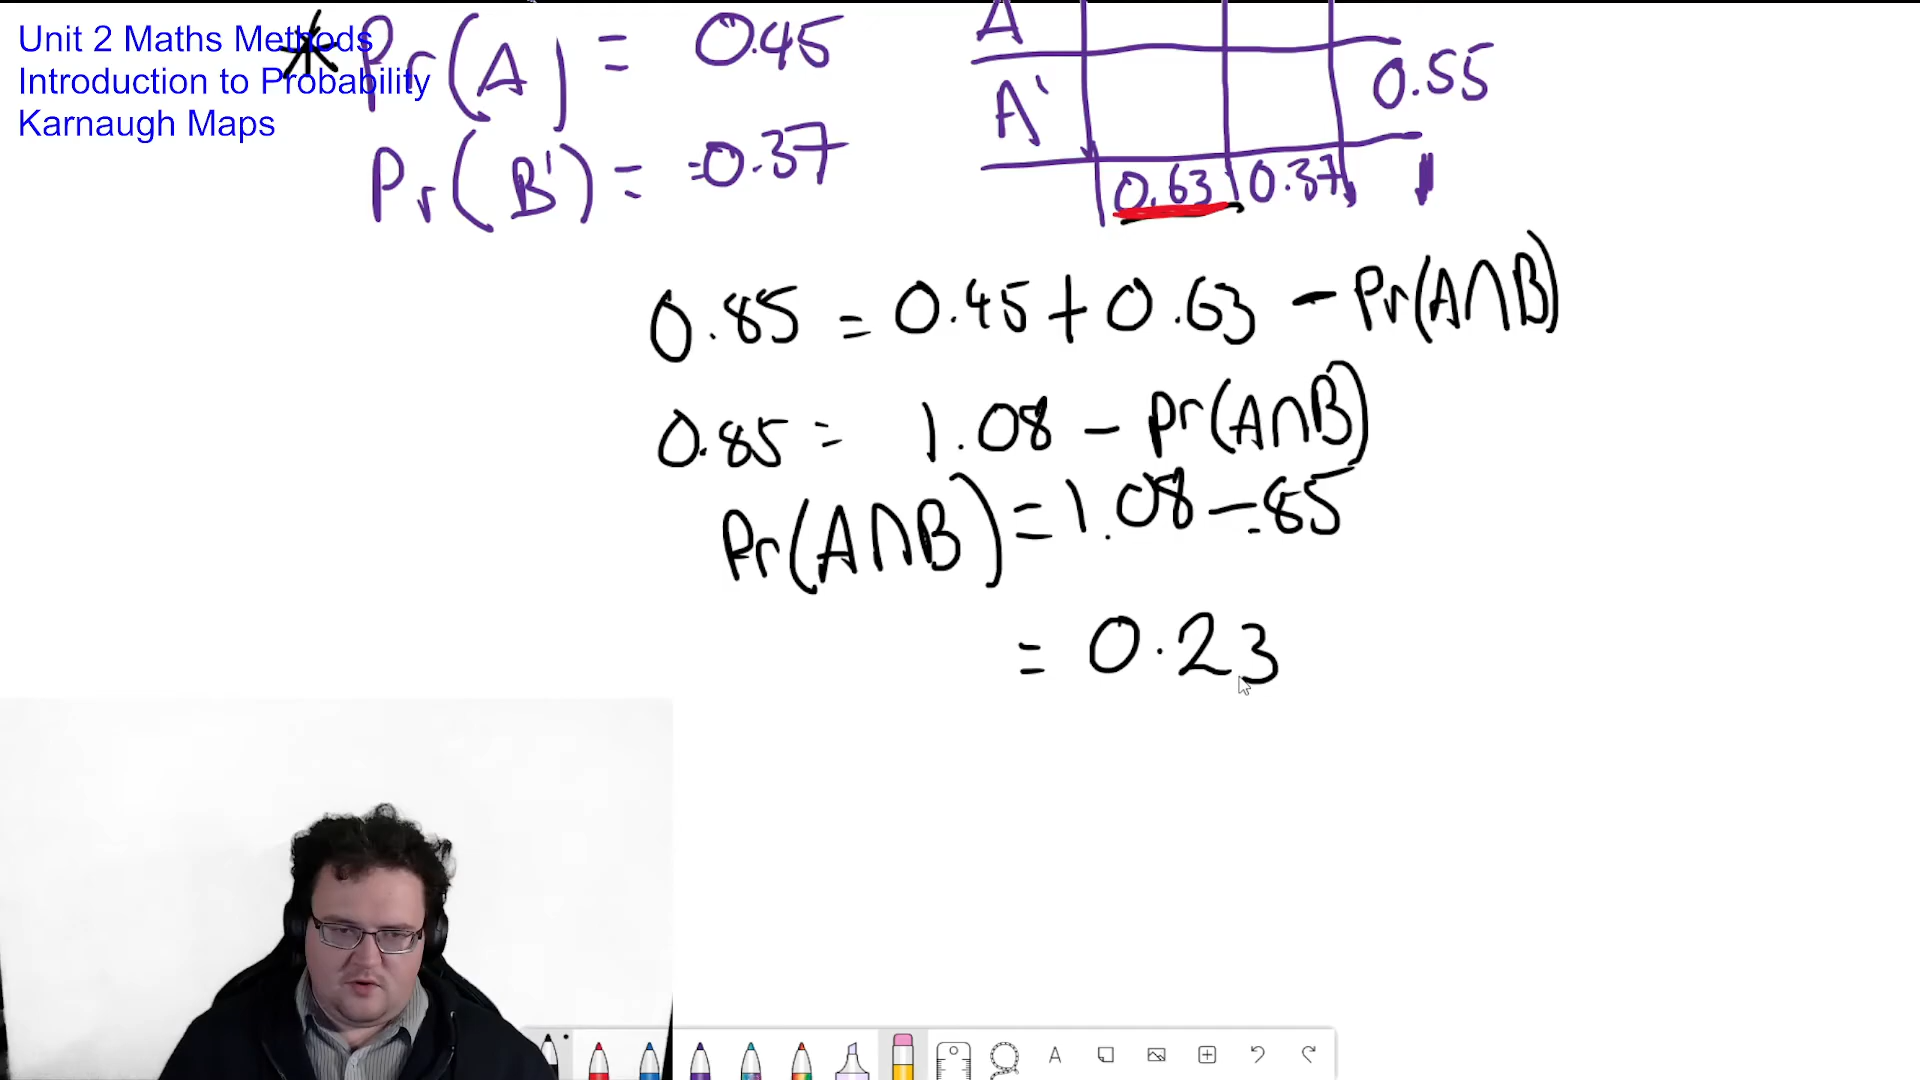 Unit 2 Maths Methods
Introduction to Probability
Karnaugh Maps
Pr(A) = 0.45
Pr(B') = 0.37
A
A' 0.55
0.63 0.37 1
0.85 = 0.45 + 0.63 - Pr(A∩B)
0.85 = 1.08 - Pr(A∩B)
Pr(A∩B) = 1.08 - .85
= 0.23
A